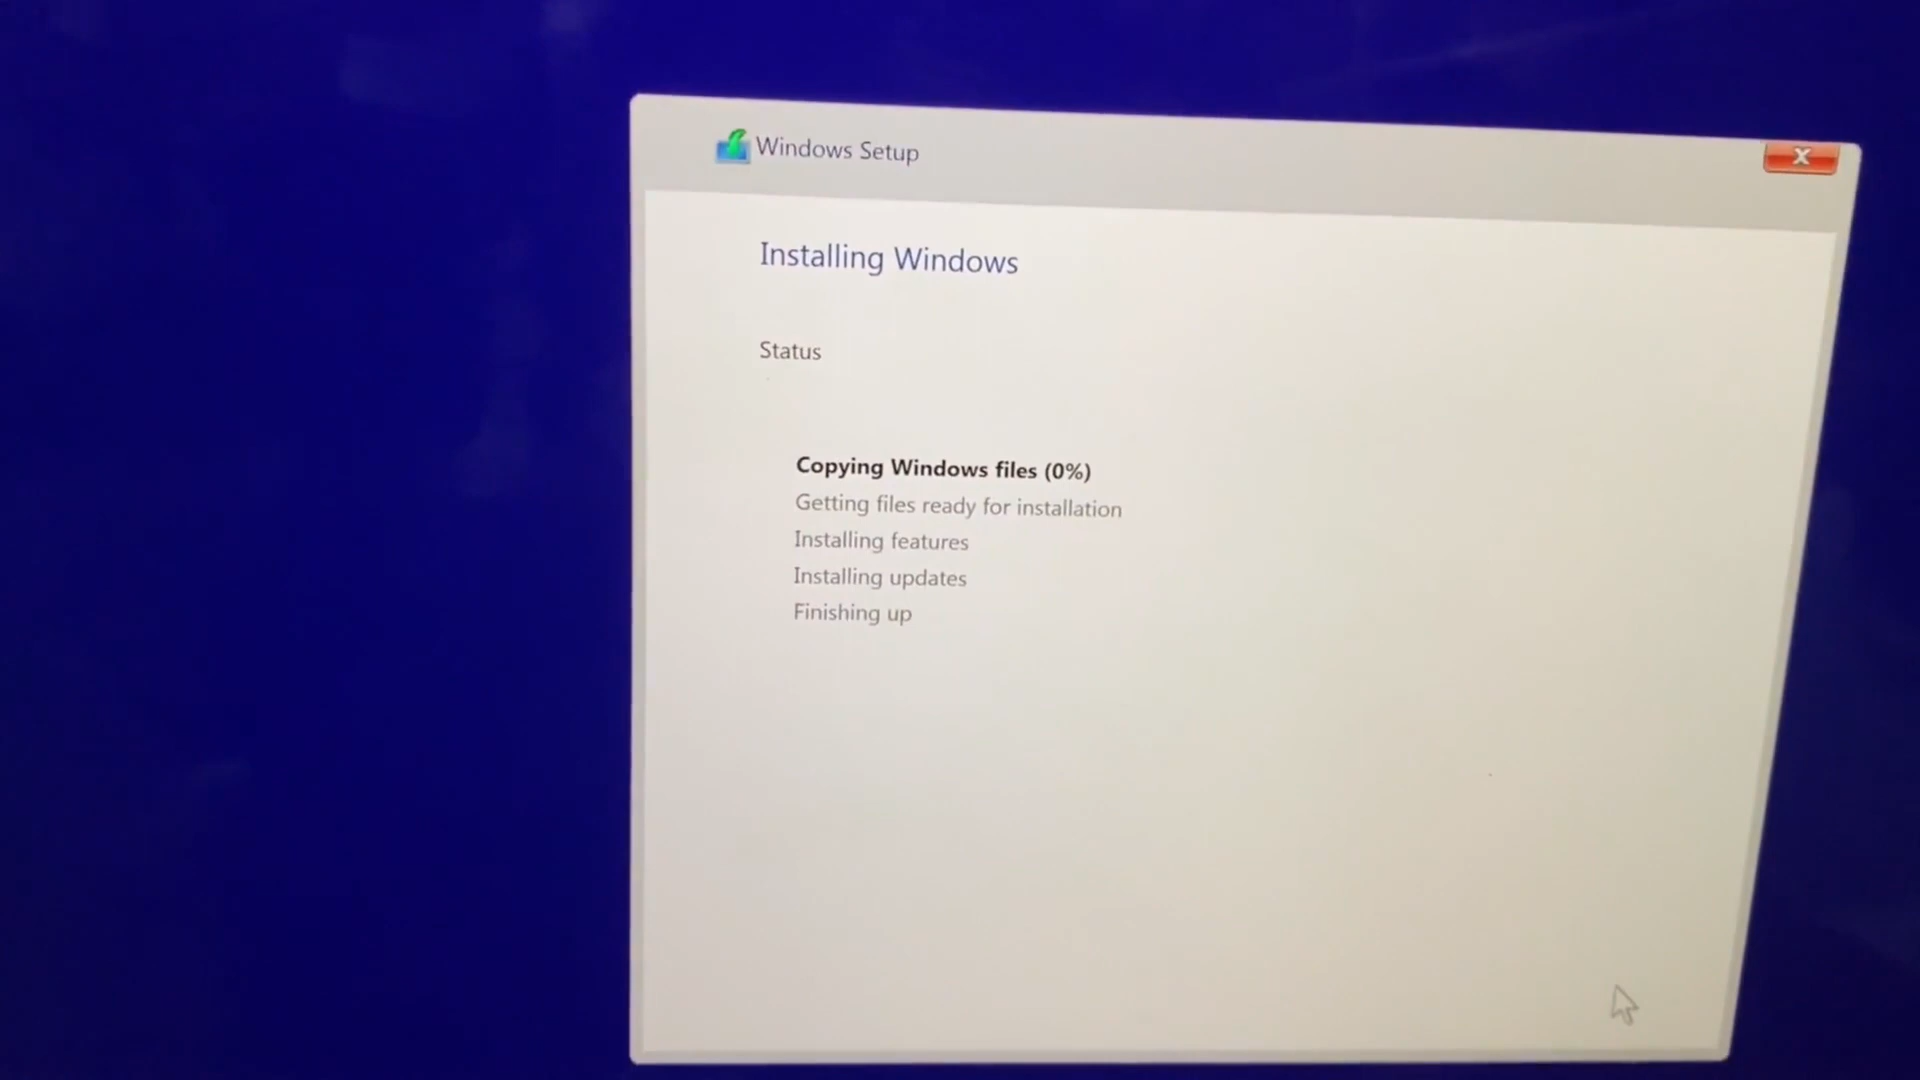 Windows Setup
Installing Windows
Status
Copying Windows files (0%)
Getting files ready for installation
Installing features
Installing updates
Finishing up